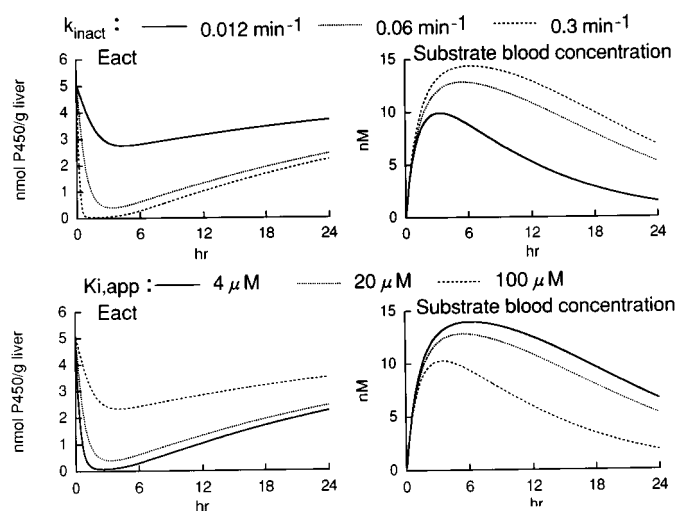 kinact : 0.012 min-1 0.06 min-1 0.3 min-1
Eact Substrate blood concentration
6 15
5
4 10
3
2 5
1
0 0
nmol P450/g liver nM
0 6 12 18 24 0 6 12 18 24
hr hr
Ki,app : 4 μM 20 μM 100 μM
Eact Substrate blood concentration
6 15
5
4 10
3
2 5
1
0 0
nmol P450/g liver nM
0 6 12 18 24 0 6 12 18 24
hr hr